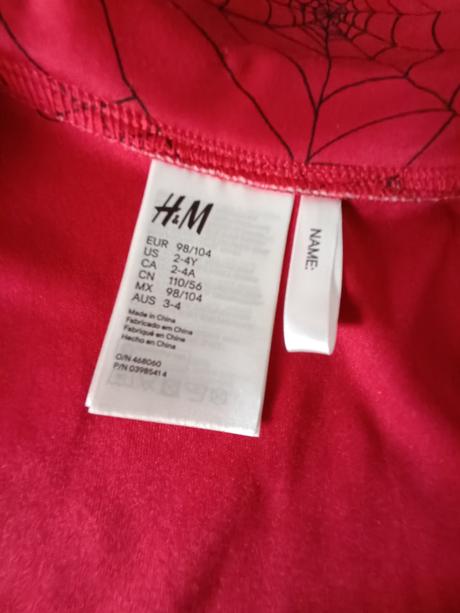 H&M
EUR 98/104
US 2-4Y
CA 2-4A
CN 110/56
MX 98/104
AUS 3-4
Made in China
Fabricado em China
Fabriqué en Chine
Hecho en China
O/N 468060
P/N 03985414
NAME: